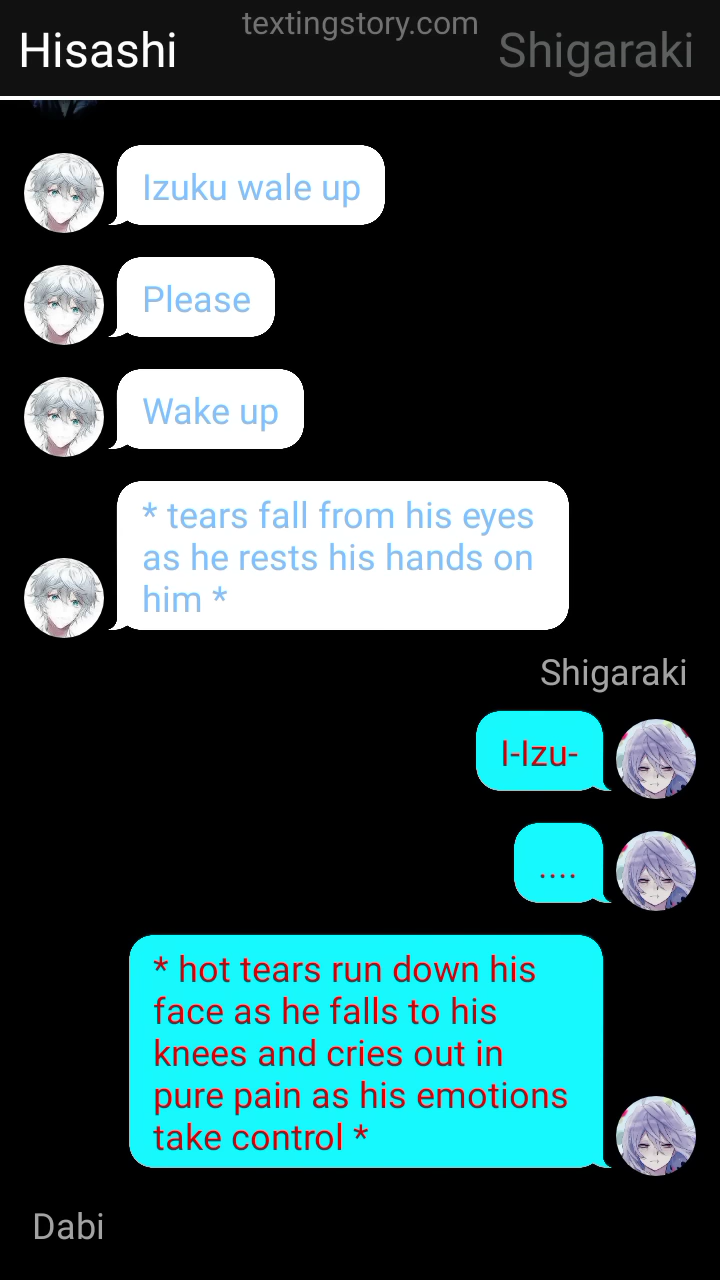 textingstory.com
Hisashi
Shigaraki
Izuku wale up
Please
Wake up
* tears fall from his eyes
as he rests his hands on
him *
Shigaraki
I-Izu-
....
* hot tears run down his
face as he falls to his
knees and cries out in
pure pain as his emotions
take control *
Dabi